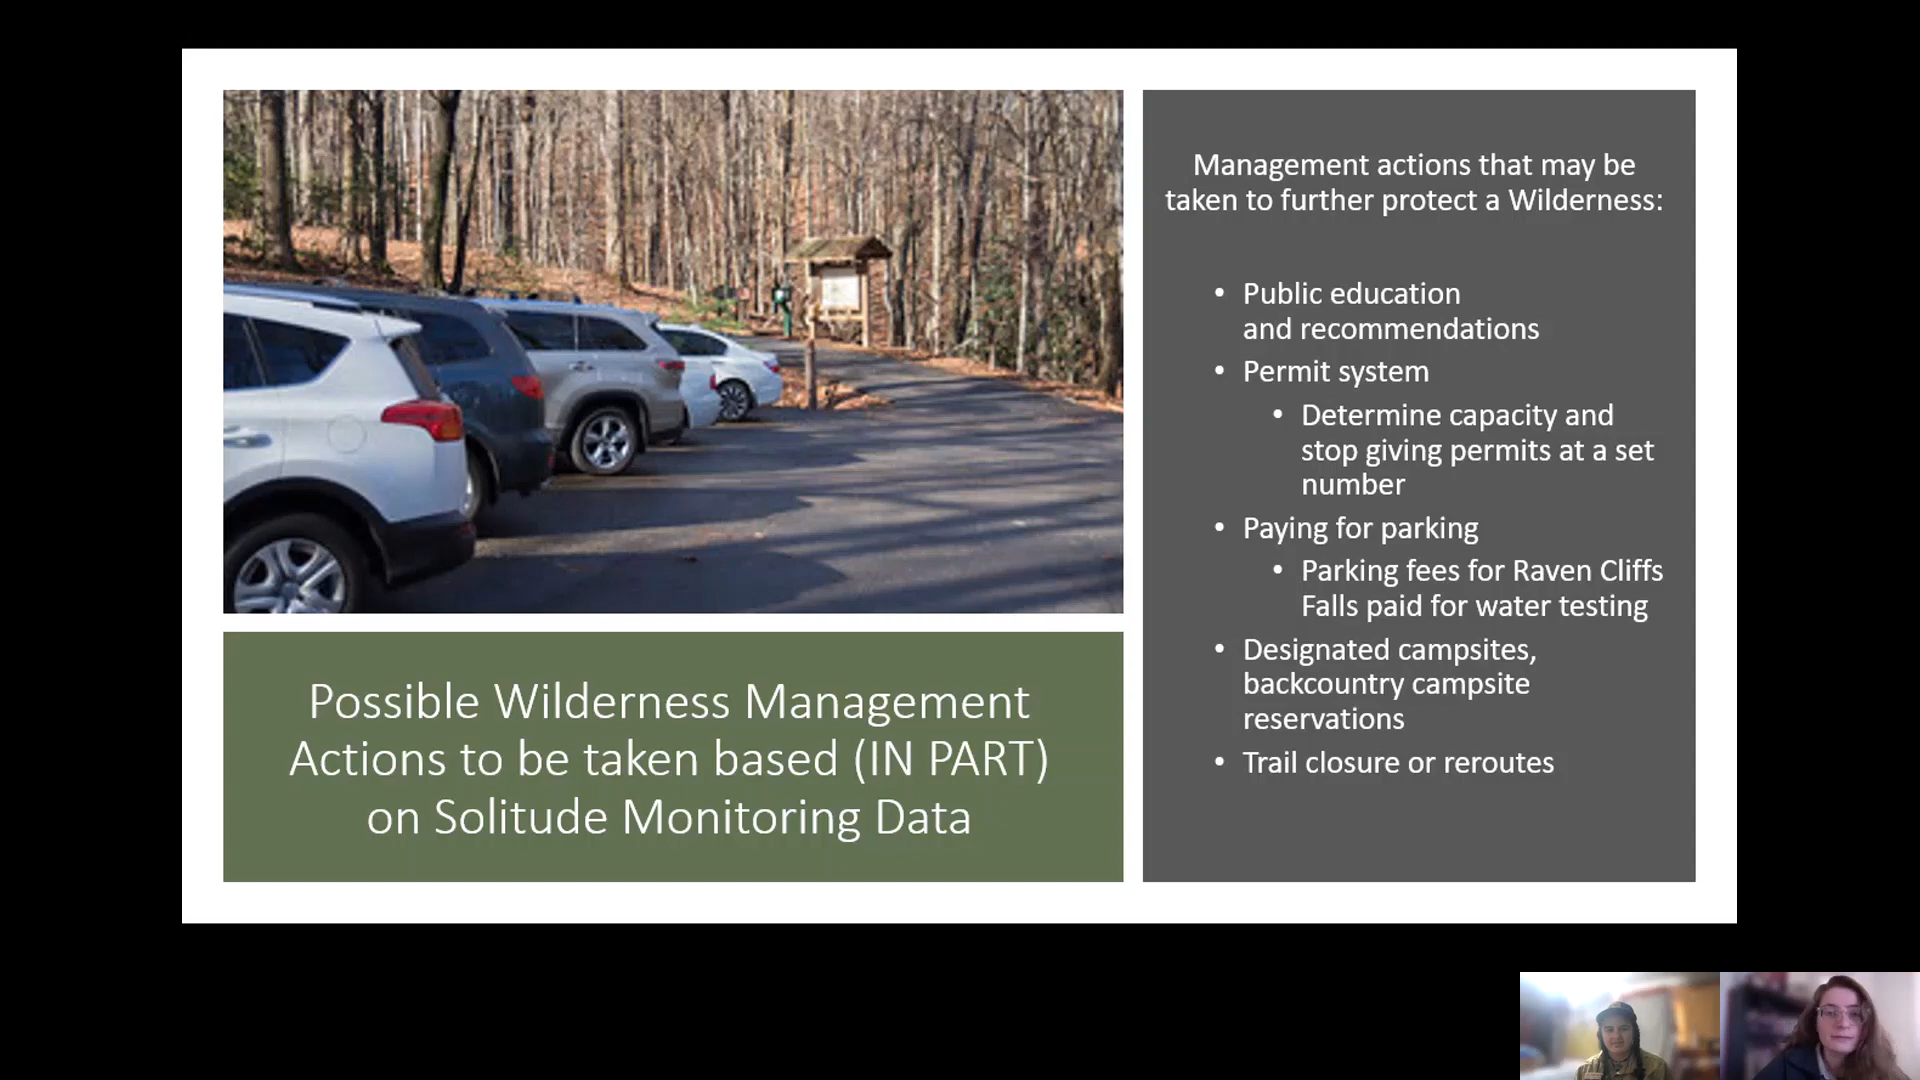 Management actions that may be
taken to further protect a Wilderness:
• Public education
and recommendations
• Permit system
• Determine capacity and
stop giving permits at a set
number
• Paying for parking
• Parking fees for Raven Cliffs
Falls paid for water testing
• Designated campsites,
backcountry campsite
reservations
• Trail closure or reroutes
Possible Wilderness Management
Actions to be taken based (IN PART)
on Solitude Monitoring Data